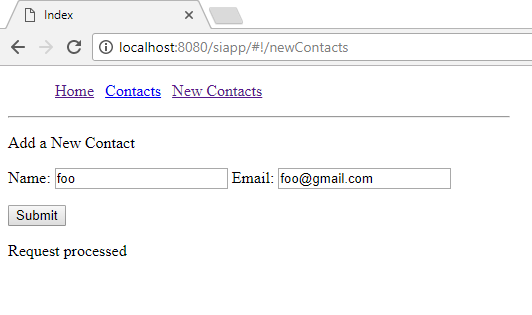 Index
localhost:8080/siapp/#!/newContacts
Home Contacts New Contacts
Add a New Contact
Name: foo Email: foo@gmail.com
Submit
Request processed